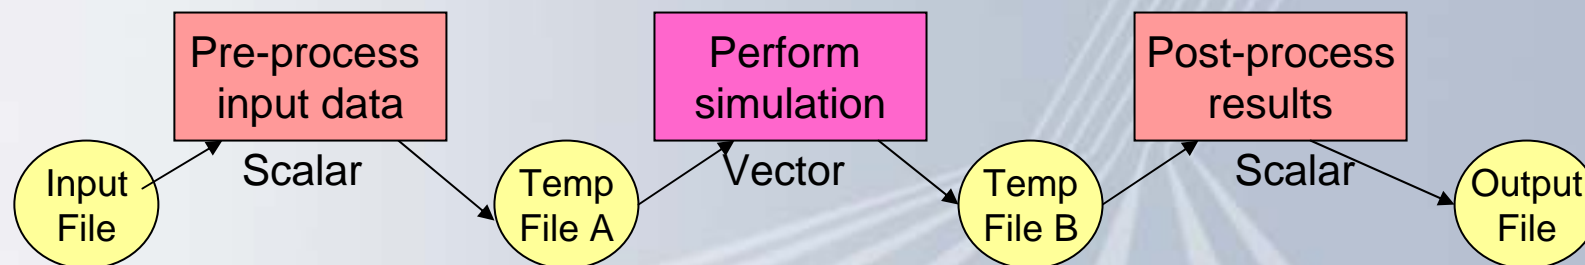 Pre-process
input data
Perform
simulation
Post-process
results
Scalar
Vector
Scalar
Input
File
Temp
File A
Temp
File B
Output
File